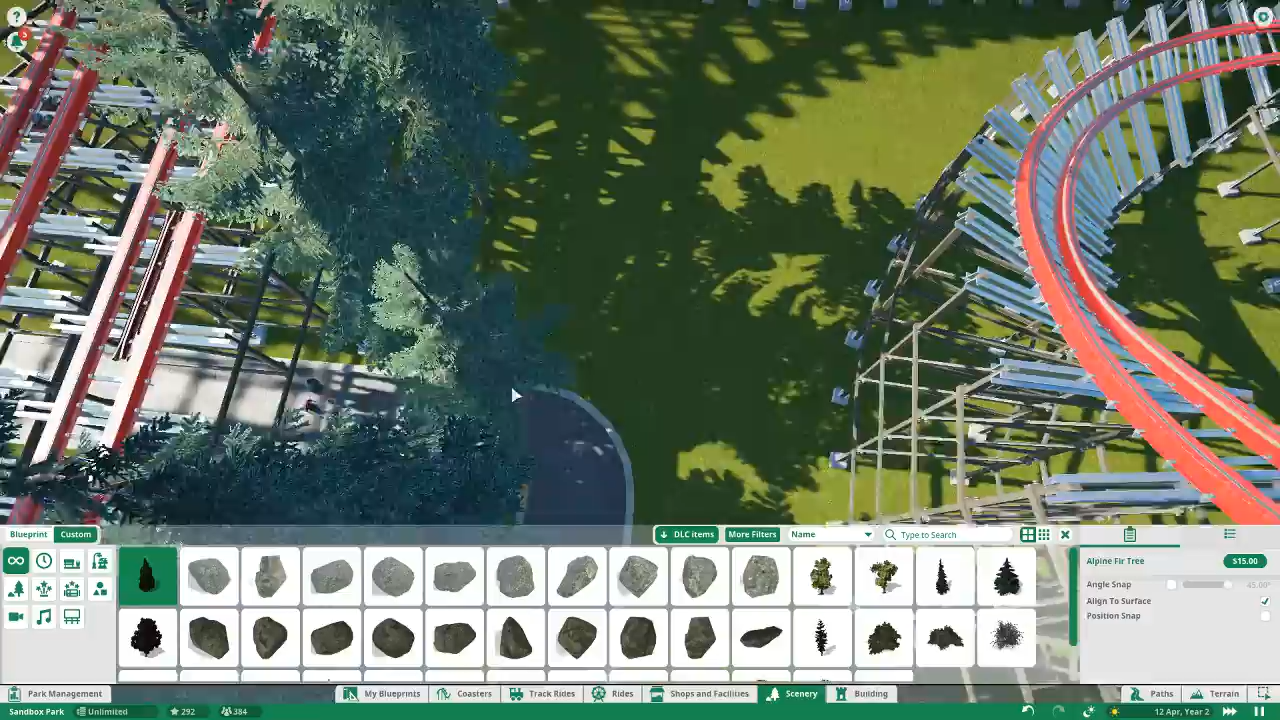 ?
3
Blueprint Custom DLC items More Filters Name Type to Search
Alpine Fir Tree $15.00
Angle Snap 45.00°
Align To Surface
Position Snap
Park Management My Blueprints Coasters Track Rides Rides Shops and Facilities Scenery Building Paths Terrain
Sandbox Park Unlimited 292 384 12 Apr, Year 2